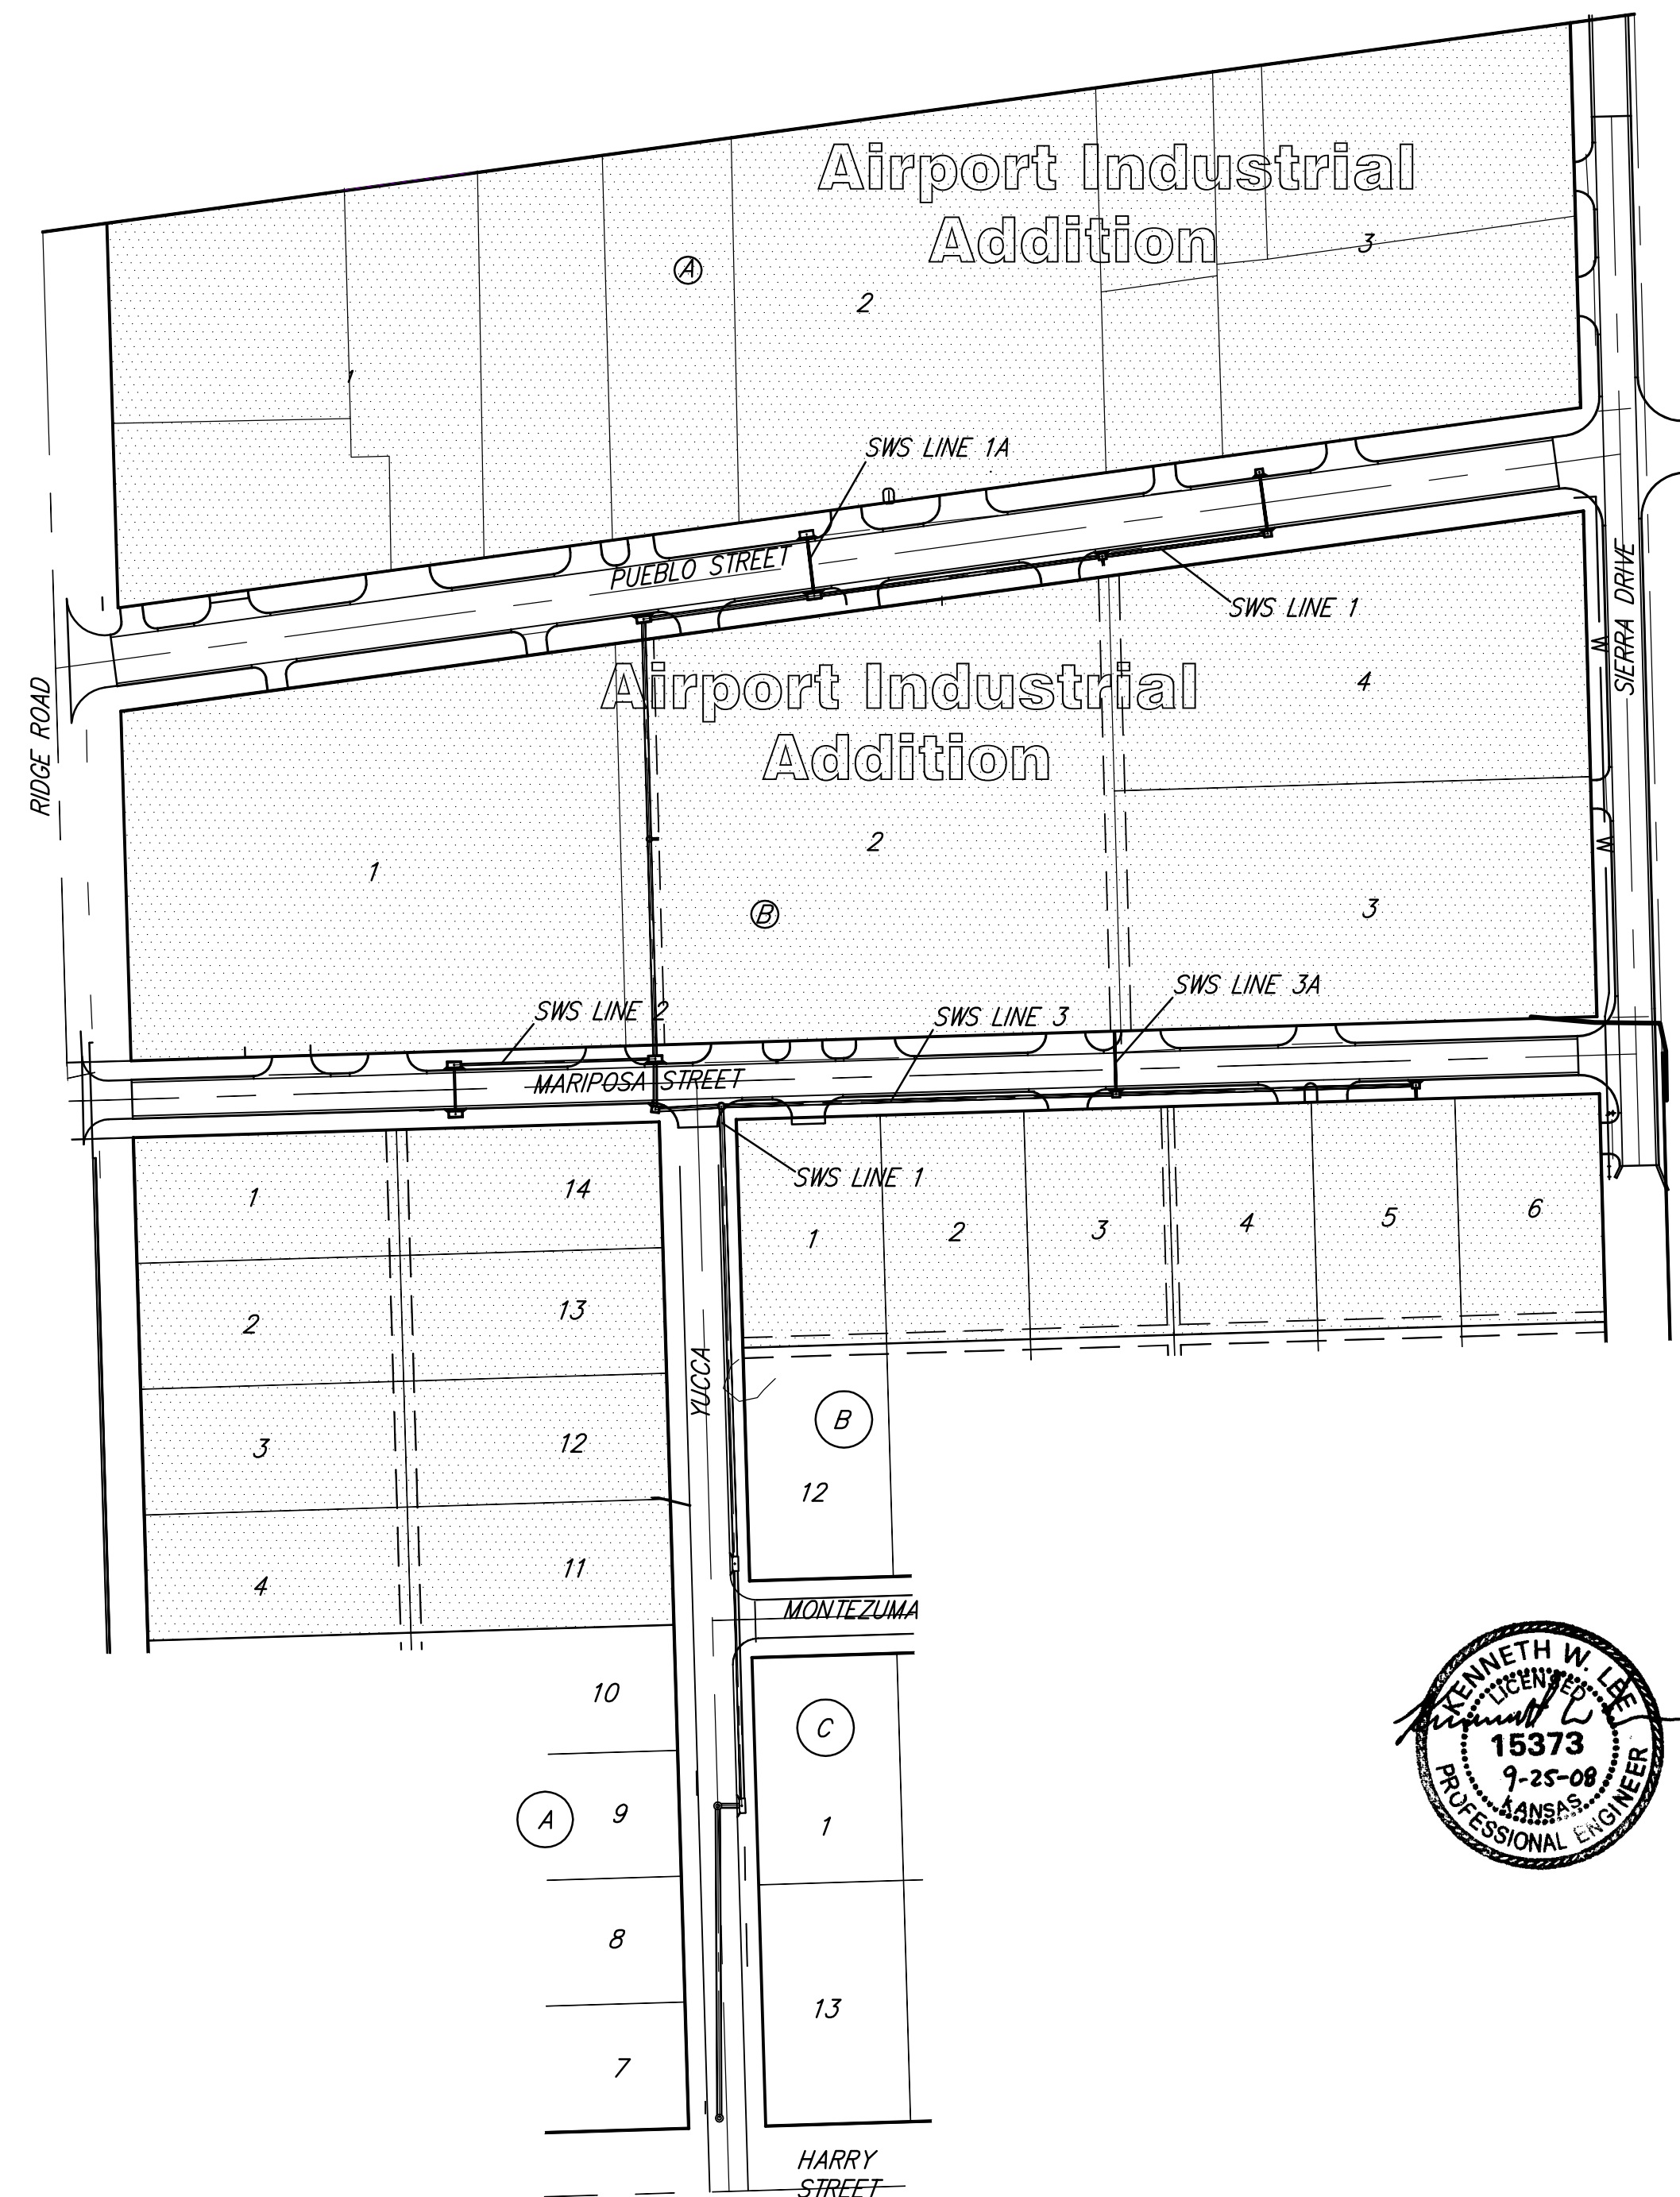 Airport Industrial
Addition
3
A
2
1
SWS LINE 1A
PUEBLO STREET
SWS LINE 1
SIERRA DRIVE
RIDGE ROAD
Airport Industrial
Addition
4
2
1
B
3
SWS LINE 2
SWS LINE 3
SWS LINE 3A
MARIPOSA STREET
SWS LINE 1
1
14
1
2
3
4
5
6
2
13
YUCCA
B
3
12
12
4
11
MONTEZUMA
10
C
A
9
1
8
13
7
HARRY
STREET
KENNETH W. LEE
LICENSED
15373
9-25-08
KANSAS
PROFESSIONAL ENGINEER